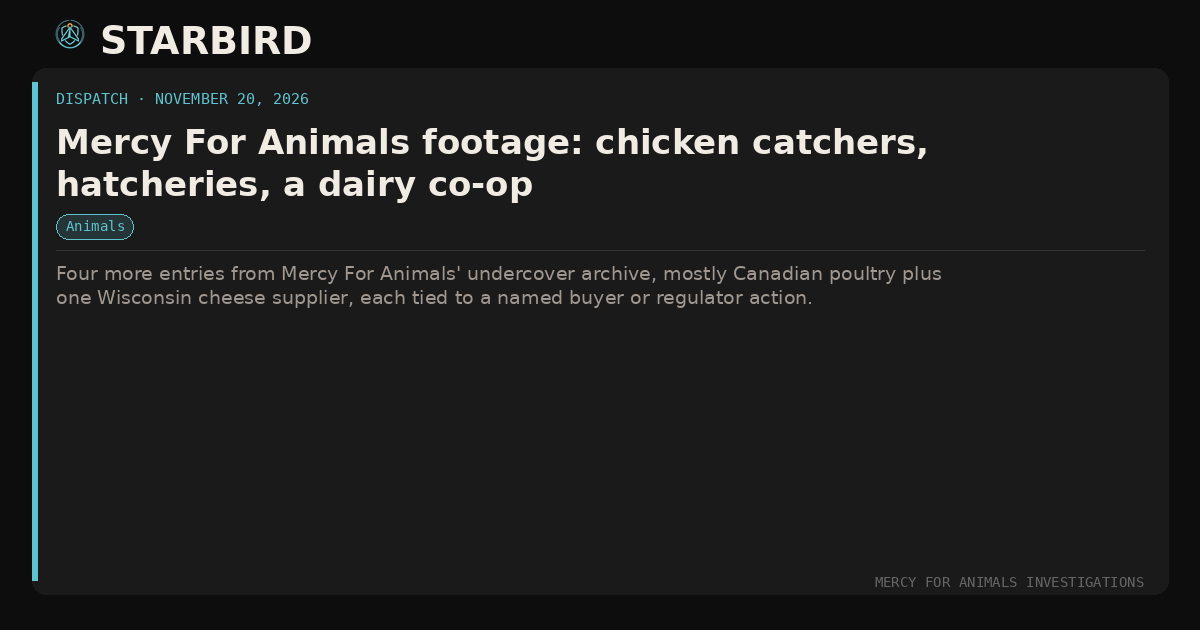 STARBIRD
DISPATCH · NOVEMBER 20, 2026
Mercy For Animals footage: chicken catchers,
hatcheries, a dairy co-op
Animals
Four more entries from Mercy For Animals' undercover archive, mostly Canadian poultry plus
one Wisconsin cheese supplier, each tied to a named buyer or regulator action.
MERCY FOR ANIMALS INVESTIGATIONS